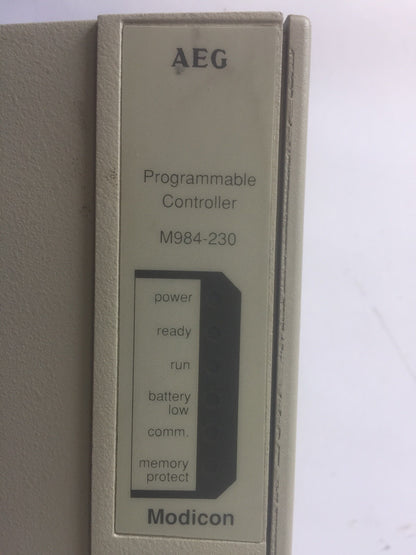 AEG
Programmable
Controller
M984-230
power
ready
run
battery
low
comm.
memory
protect
Modicon